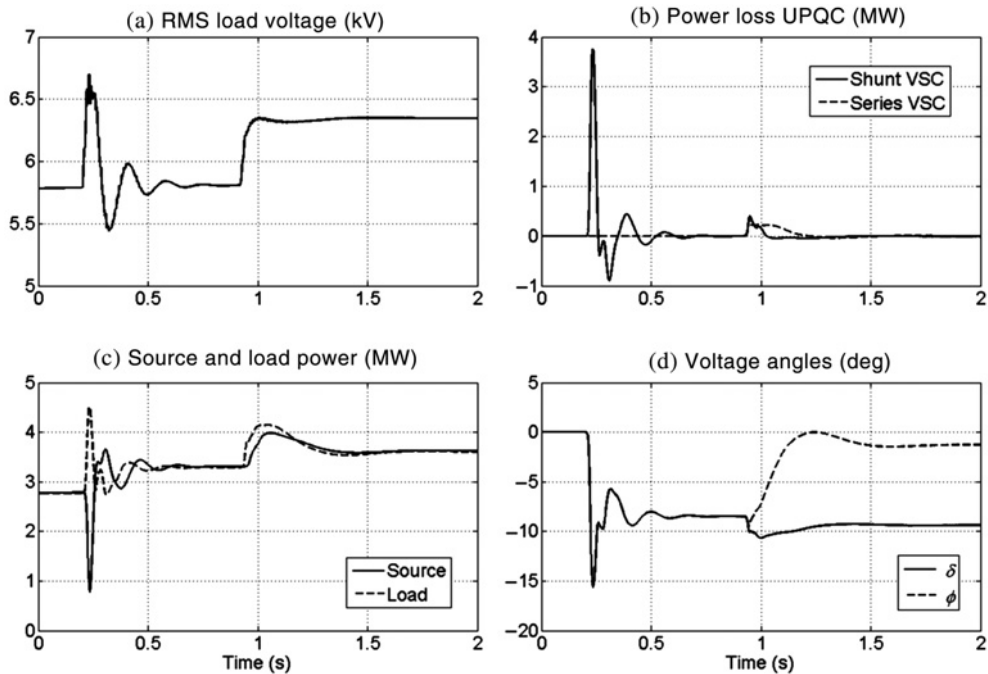 (a) RMS load voltage (kV)
7
6.5
6
5.5
5
0 0.5 1 1.5 2
(b) Power loss UPQC (MW)
4
3
2
1
0
−1
0 0.5 1 1.5 2
Shunt VSC
Series VSC
(c) Source and load power (MW)
5
4
3
2
1
0
0 0.5 1 1.5 2
Time (s)
Source
Load
(d) Voltage angles (deg)
5
0
−5
−10
−15
−20
0 0.5 1 1.5 2
Time (s)
δ
ϕ